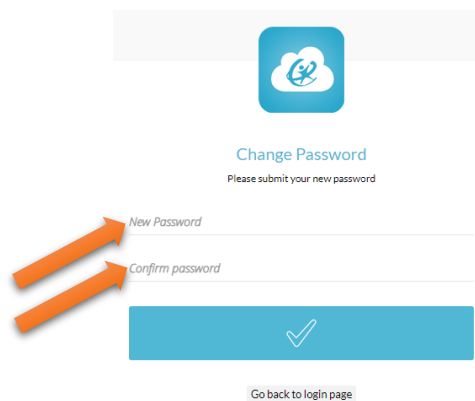 Change Password
Please submit your new password
New Password
Confirm password
Go back to login page